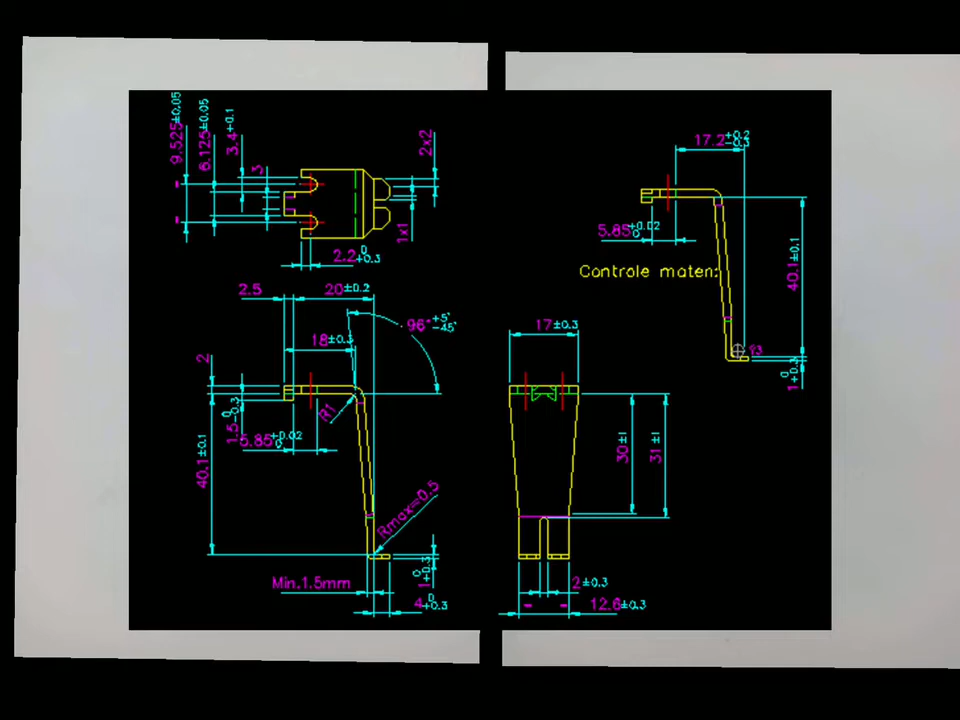 9.525±0.05
6.125±0.05
3.4+0.1
3
2x2
1x1
2.2 0 +0.3
17.2+0.2 -0.3
5.85+0.02 0
40.1±0.1
Controle maten:
93
1±0.3 0
2.5
20±0.2
96°+5' -45'
18±0.3
2
R1
1.5 0 -0.3
5.85+0.02 0
40.1±0.1
Rmax=0.5
Min.1.5mm
1 0 +0.3
4 0 +0.3
17±0.3
30±1
31±1
2±0.3
12.6±0.3